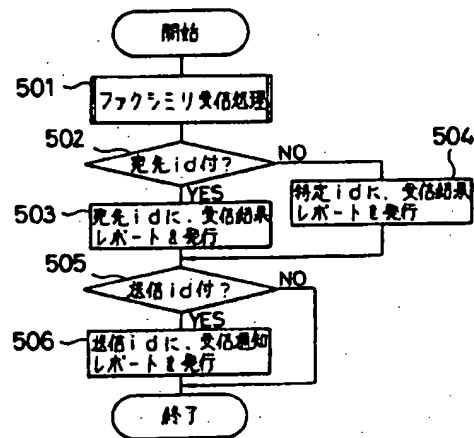 開始
501
ファクシミリ受信処理
502
宛先id付?
NO
504
YES
特定idに、受信結果
レポートを発行
503
宛先idに、受信結果
レポートを発行
505
送信id付?
NO
YES
506
送信idに、受信通知
レポートを発行
終了